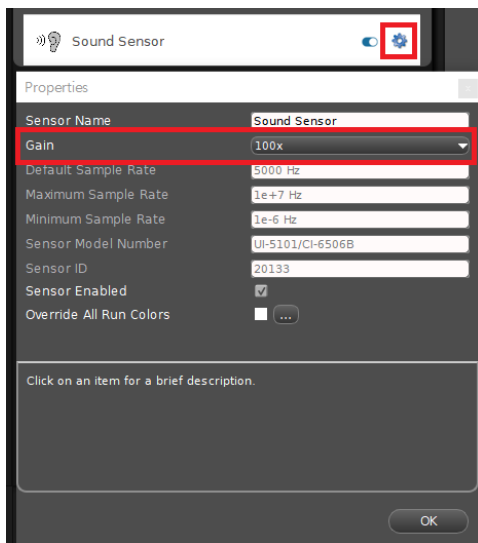 Sound Sensor
Properties
Sensor Name Sound Sensor
Gain 100x
Default Sample Rate 5000 Hz
Maximum Sample Rate 1e+7 Hz
Minimum Sample Rate 1e-6 Hz
Sensor Model Number UI-5101/CI-6506B
Sensor ID 20133
Sensor Enabled
Override All Run Colors ...
Click on an item for a brief description.
OK